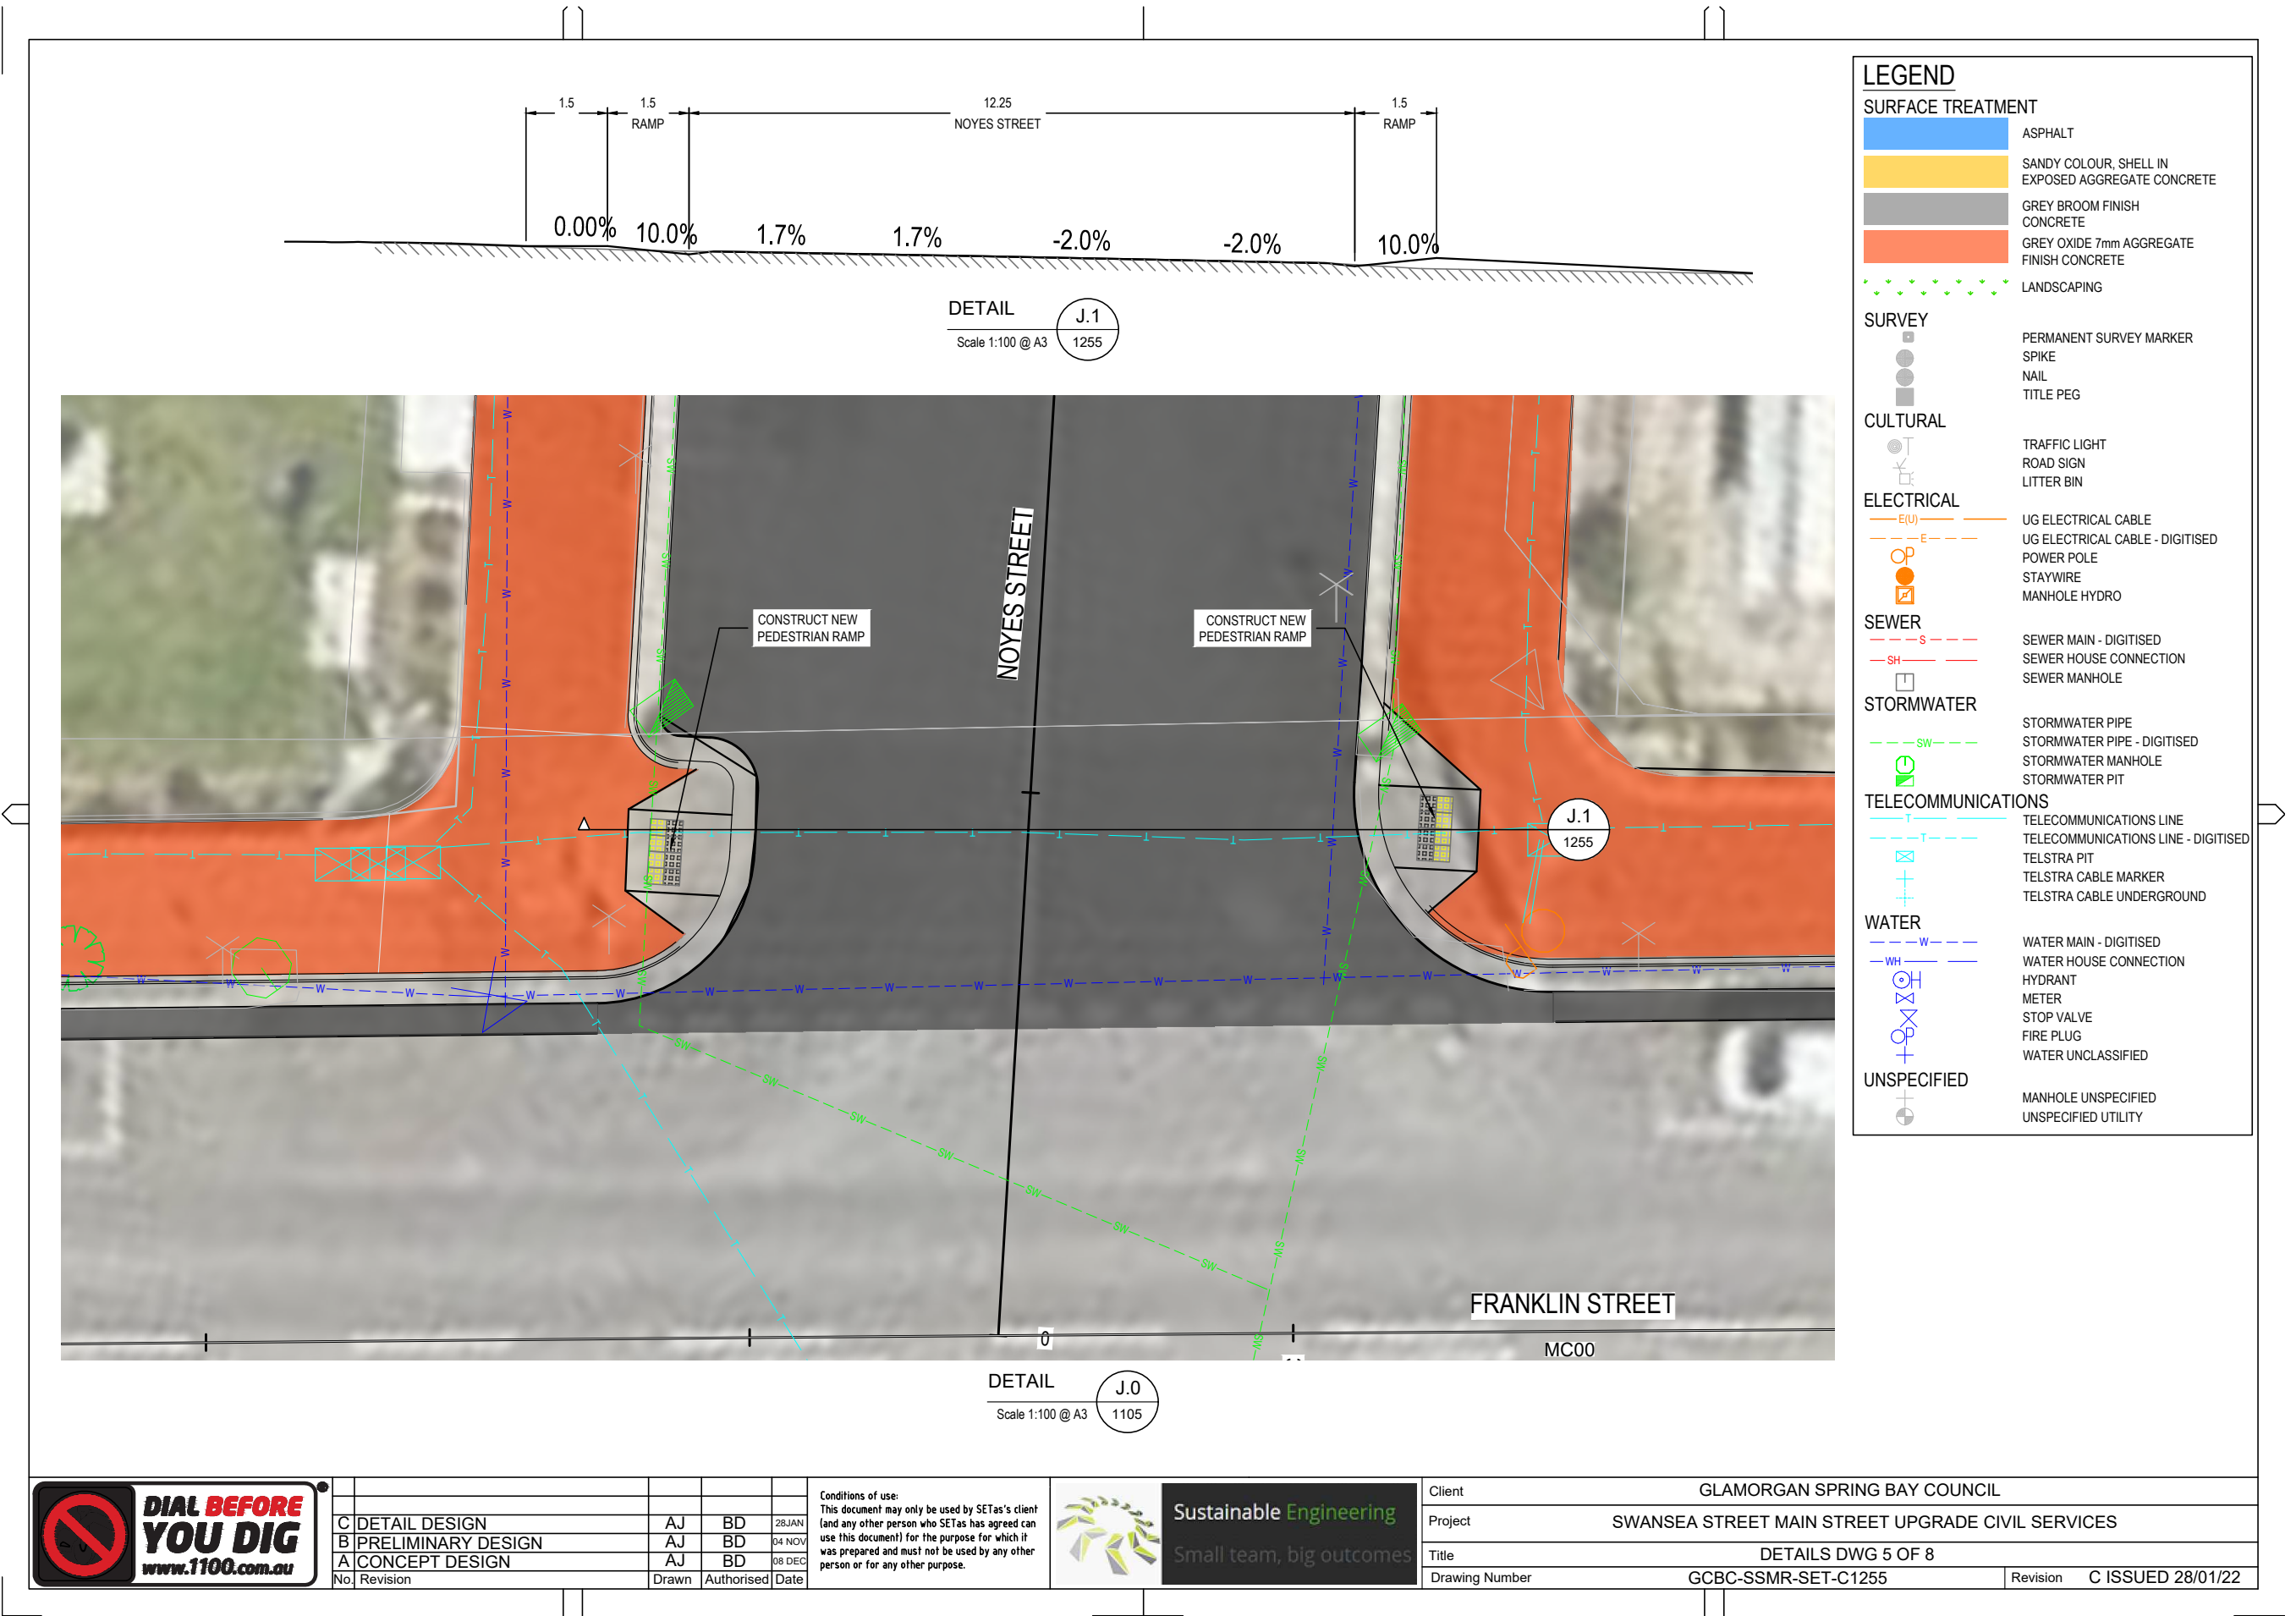 1.5
1.5
RAMP
12.25
NOYES STREET
1.5
RAMP
0.00%
10.0%
1.7%
1.7%
-2.0%
-2.0%
10.0%
DETAIL
J.1
Scale 1:100 @ A3
1255
NOYES STREET
CONSTRUCT NEW
PEDESTRIAN RAMP
CONSTRUCT NEW
PEDESTRIAN RAMP
J.1
1255
FRANKLIN STREET
0
MC00
DETAIL
J.0
Scale 1:100 @ A3
1105
LEGEND
SURFACE TREATMENT
ASPHALT
SANDY COLOUR, SHELL IN
EXPOSED AGGREGATE CONCRETE
GREY BROOM FINISH
CONCRETE
GREY OXIDE 7mm AGGREGATE
FINISH CONCRETE
LANDSCAPING
SURVEY
PERMANENT SURVEY MARKER
SPIKE
NAIL
TITLE PEG
CULTURAL
TRAFFIC LIGHT
ROAD SIGN
LITTER BIN
ELECTRICAL
E(U) UG ELECTRICAL CABLE
E UG ELECTRICAL CABLE - DIGITISED
POWER POLE
STAYWIRE
MANHOLE HYDRO
SEWER
S SEWER MAIN - DIGITISED
SH SEWER HOUSE CONNECTION
SEWER MANHOLE
STORMWATER
STORMWATER PIPE
SW STORMWATER PIPE - DIGITISED
STORMWATER MANHOLE
STORMWATER PIT
TELECOMMUNICATIONS
T TELECOMMUNICATIONS LINE
T TELECOMMUNICATIONS LINE - DIGITISED
TELSTRA PIT
TELSTRA CABLE MARKER
TELSTRA CABLE UNDERGROUND
WATER
W WATER MAIN - DIGITISED
WH WATER HOUSE CONNECTION
HYDRANT
METER
STOP VALVE
FIRE PLUG
WATER UNCLASSIFIED
UNSPECIFIED
MANHOLE UNSPECIFIED
UNSPECIFIED UTILITY
DIAL BEFORE
YOU DIG
www.1100.com.au
C DETAIL DESIGN AJ BD 28JAN
B PRELIMINARY DESIGN AJ BD 04 NOV
A CONCEPT DESIGN AJ BD 08 DEC
No. Revision Drawn Authorised Date
Conditions of use:
This document may only be used by SETas's client
(and any other person who SETas has agreed can
use this document) for the purpose for which it
was prepared and must not be used by any other
person or for any other purpose.
Sustainable Engineering
Small team, big outcomes
Client GLAMORGAN SPRING BAY COUNCIL
Project SWANSEA STREET MAIN STREET UPGRADE CIVIL SERVICES
Title DETAILS DWG 5 OF 8
Drawing Number GCBC-SSMR-SET-C1255 Revision C ISSUED 28/01/22